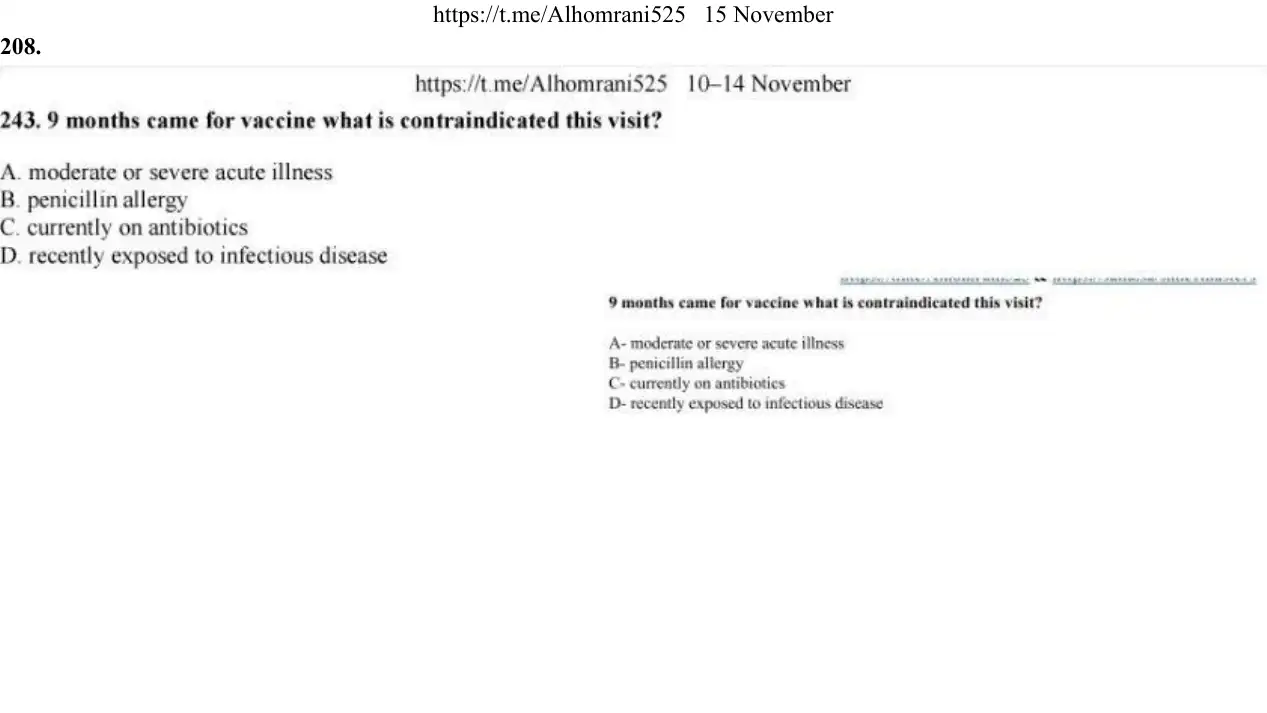 https://t.me/Alhomrani525 15 November
208.
https://t.me/Alhomrani525 10–14 November
243. 9 months came for vaccine what is contraindicated this visit?
A. moderate or severe acute illness
B. penicillin allergy
C. currently on antibiotics
D. recently exposed to infectious disease
9 months came for vaccine what is contraindicated this visit?
A- moderate or severe acute illness
B- penicillin allergy
C- currently on antibiotics
D- recently exposed to infectious disease